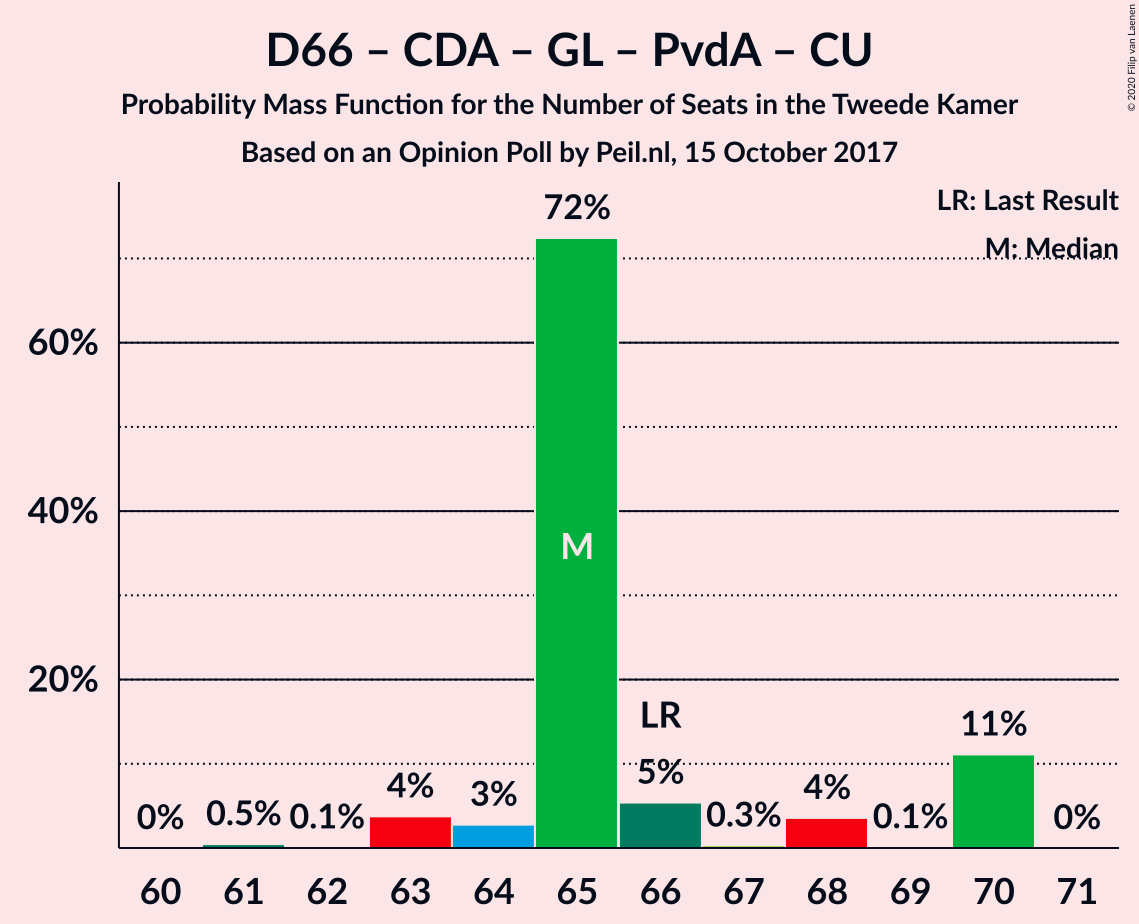 D66 – CDA – GL – PvdA – CU
Probability Mass Function for the Number of Seats in the Tweede Kamer
Based on an Opinion Poll by Peil.nl, 15 October 2017
© 2020 Filip van Laenen
LR: Last Result
M: Median
72%
60%
40%
M
20%
LR
11%
5%
4%
3%
4%
0%
0.5%
0.1%
0.3%
0.1%
0%
60 61 62 63 64 65 66 67 68 69 70 71